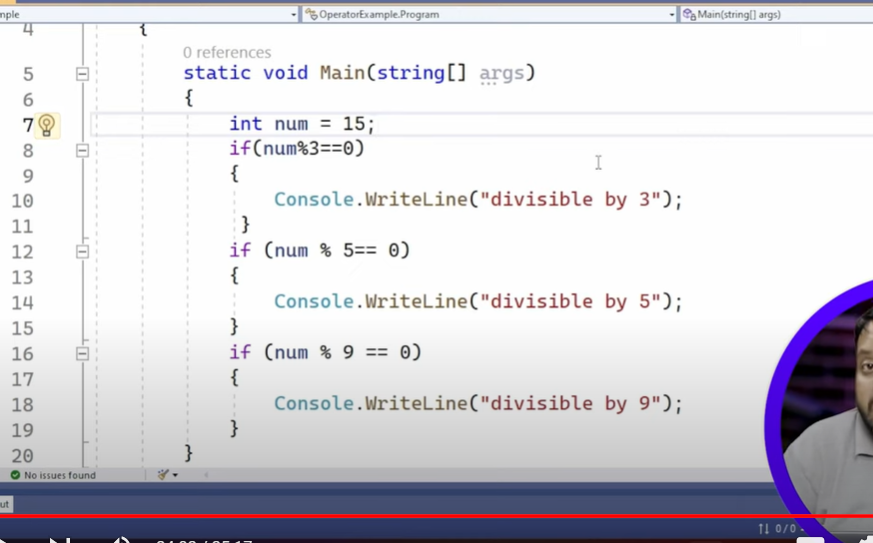 mple OperatorExample.Program Main(string[] args)
4 {
0 references
5 static void Main(string[] args)
6 {
7 int num = 15;
8 if(num%3==0)
9 {
10 Console.WriteLine("divisible by 3");
11 }
12 if (num % 5== 0)
13 {
14 Console.WriteLine("divisible by 5");
15 }
16 if (num % 9 == 0)
17 {
18 Console.WriteLine("divisible by 9");
19 }
20 }
No issues found
ut
0/0